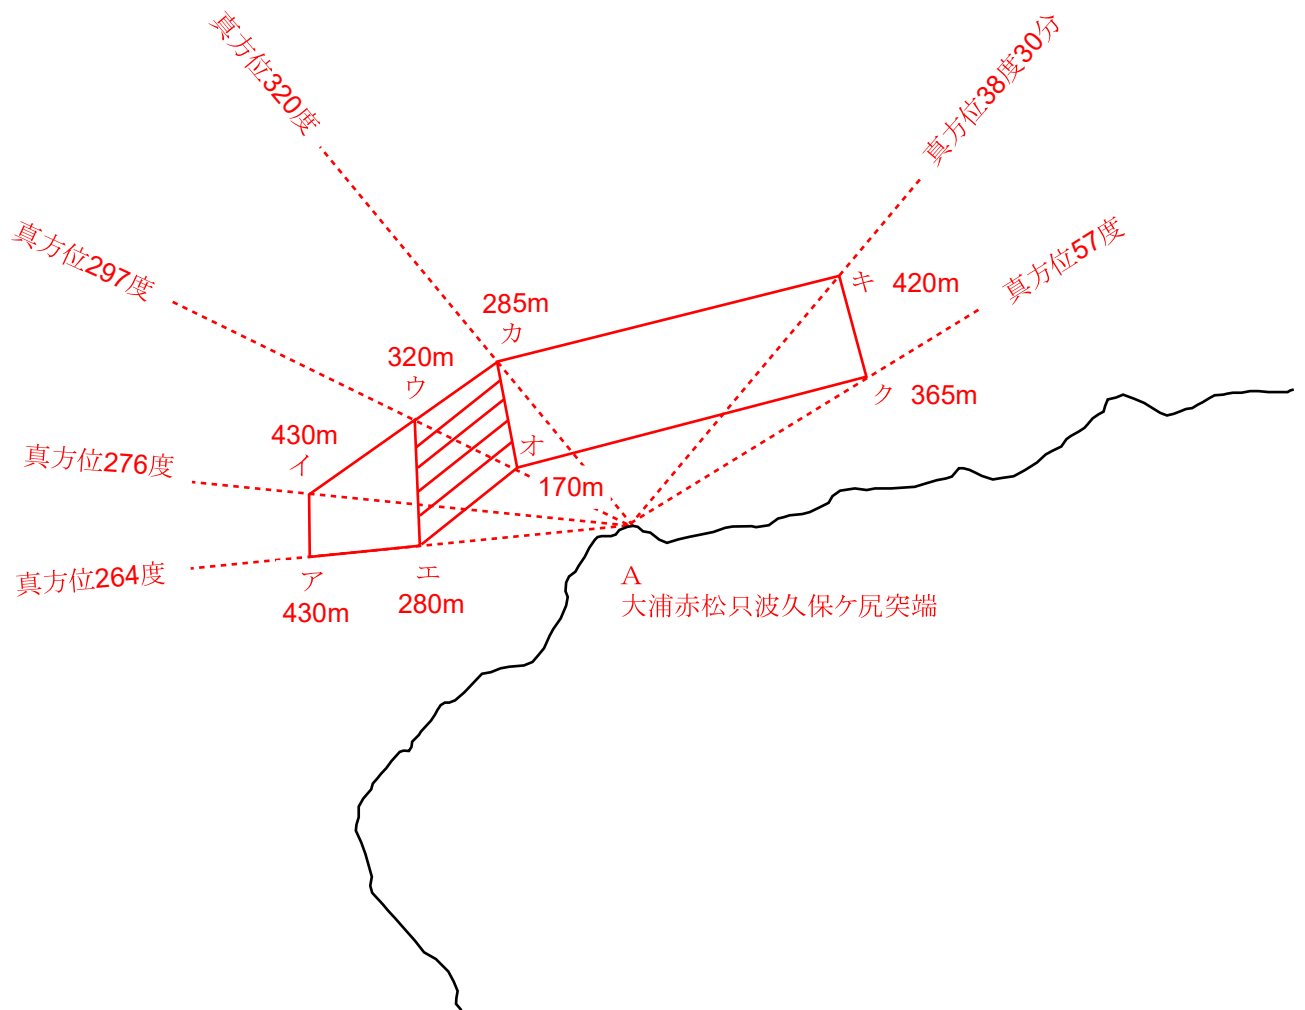 真方位320度
真方位38度30分
真方位297度
真方位57度
285m
カ
キ 420m
320m
ウ
ク 365m
430m
イ
オ
真方位276度
170m
真方位264度
ア
430m
エ
280m
A
大浦赤松只波久保ケ尻突端